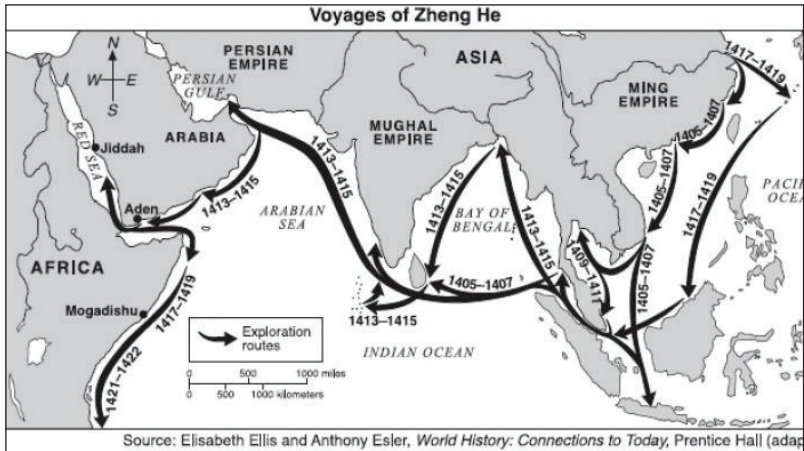 Voyages of Zheng He
N
W
E
S
PERSIAN
EMPIRE
PERSIAN
GULF
ASIA
1417–1419
MING
EMPIRE
1405–1407
ARABIA
MUGHAL
EMPIRE
RED SEA
Jiddah
1413–1415
1405–1407
1413–1415
1417–1419
PACI
OCEA
Aden
1413–1415
ARABIAN
SEA
BAY OF
BENGAL
1413–1415
1409–1411
1405–1407
AFRICA
1405–1407
1417–1419
Mogadishu
1413–1415
Exploration
routes
INDIAN OCEAN
0 500 1000 miles
0 500 1000 kilometers
1421–1422
Source: Elisabeth Ellis and Anthony Esler, World History: Connections to Today, Prentice Hall (adap